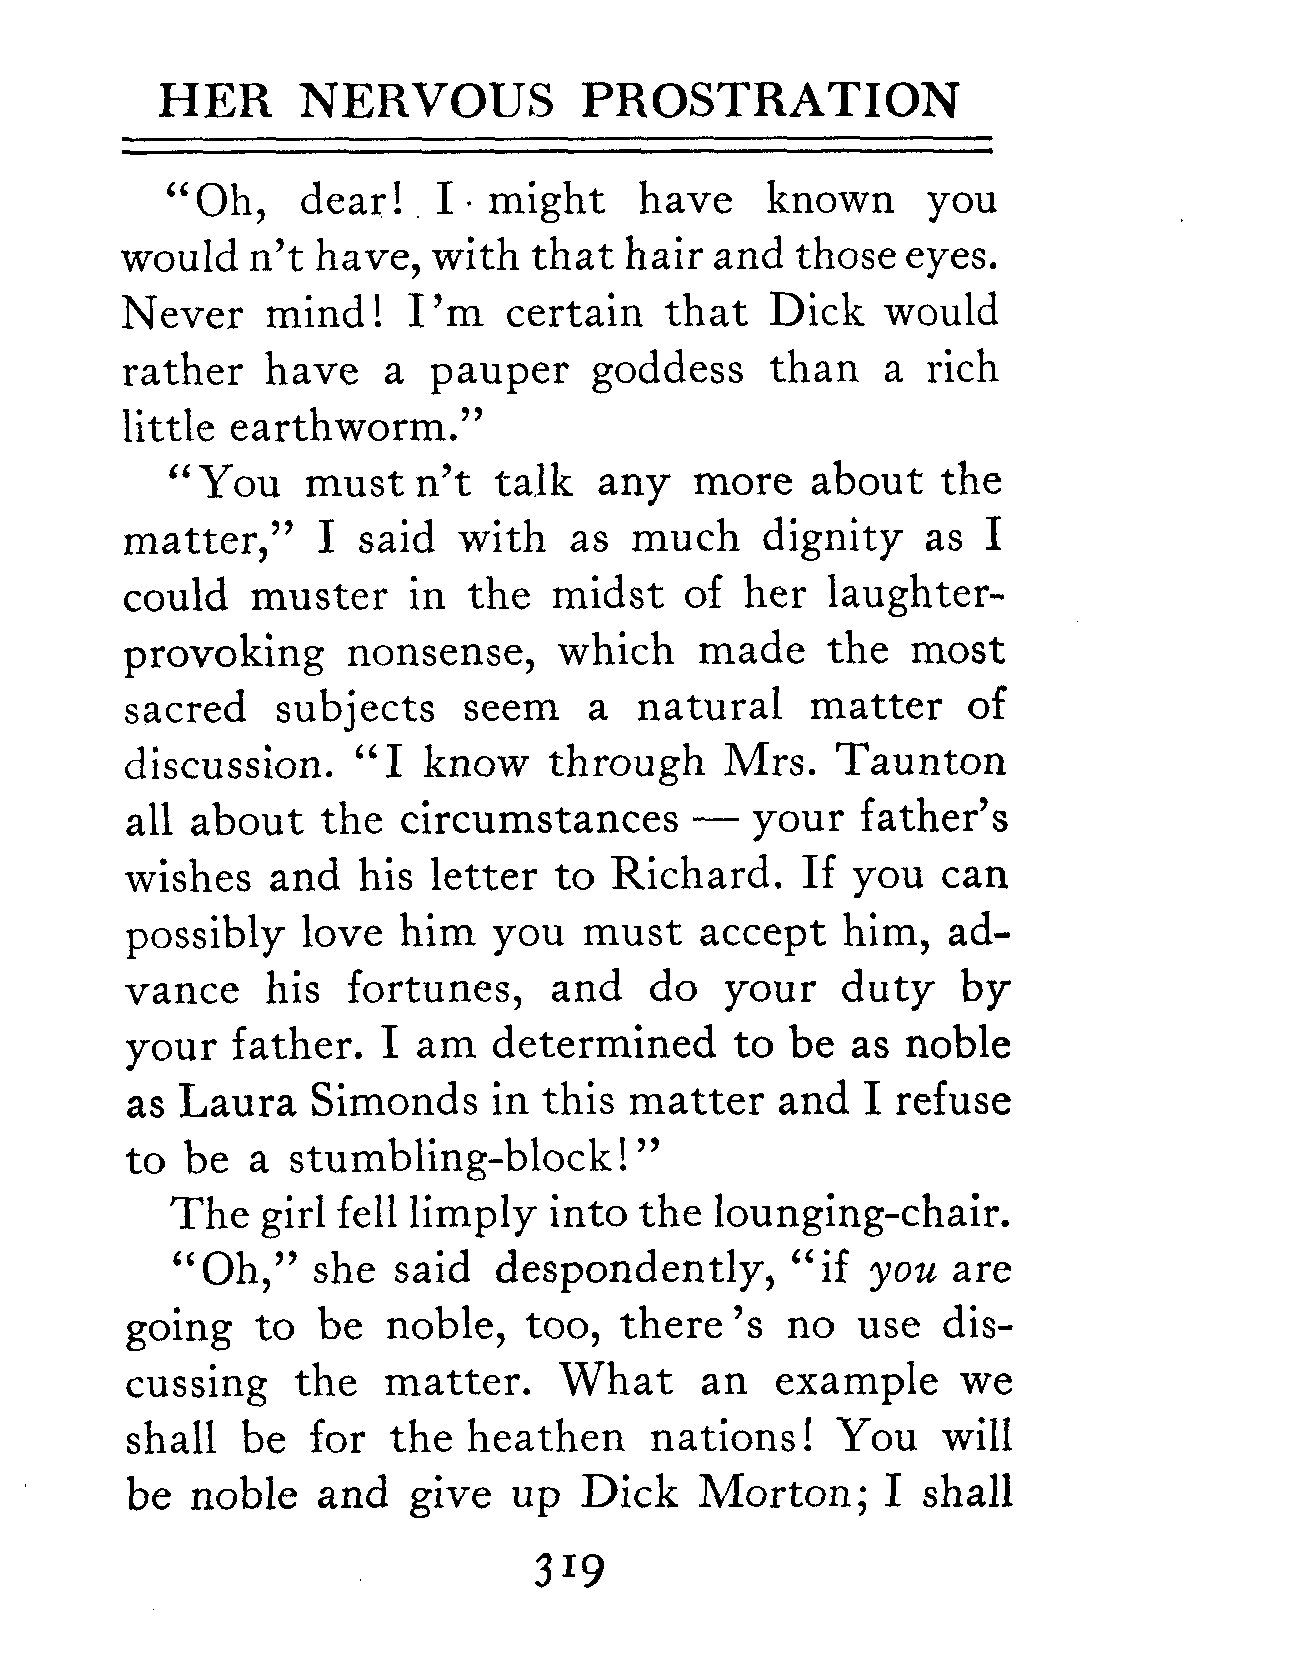 HER NERVOUS PROSTRATION
“Oh, dear! I might have known you
would n’t have, with that hair and those eyes.
Never mind! I ’m certain that Dick would
rather have a pauper goddess than a rich
little earthworm.”
“You must n’t talk any more about the
matter,” I said with as much dignity as I
could muster in the midst of her laughter-
provoking nonsense, which made the most
sacred subjects seem a natural matter of
discussion. “I know through Mrs. Taunton
all about the circumstances — your father’s
wishes and his letter to Richard. If you can
possibly love him you must accept him, ad-
vance his fortunes, and do your duty by
your father. I am determined to be as noble
as Laura Simonds in this matter and I refuse
to be a stumbling-block!”
The girl fell limply into the lounging-chair.
“Oh,” she said despondently, “if you are
going to be noble, too, there ’s no use dis-
cussing the matter. What an example we
shall be for the heathen nations! You will
be noble and give up Dick Morton; I shall
319